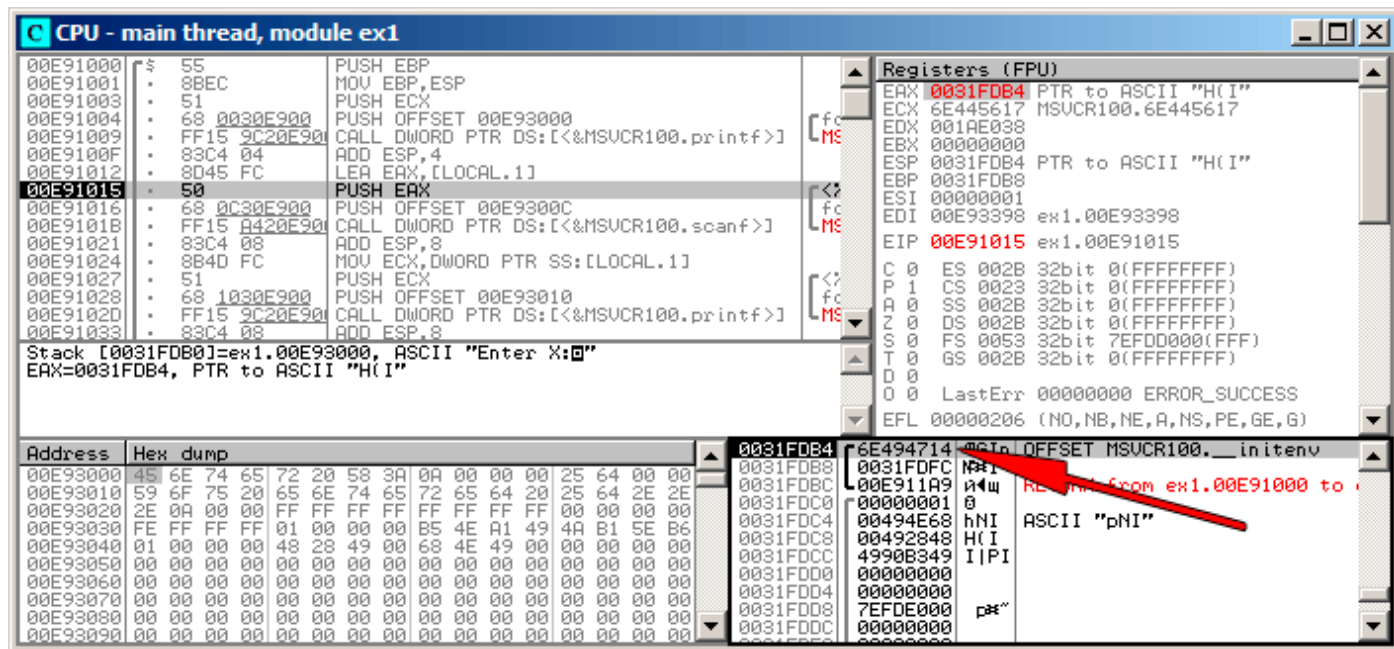 CPU - main thread, module ex1
00E91000 $ 55 PUSH EBP
00E91001 . 8BEC MOV EBP,ESP
00E91003 . 51 PUSH ECX
00E91004 . 68 0030E900 PUSH OFFSET 00E93000
00E91009 . FF15 9C20E900 CALL DWORD PTR DS:[<&MSVCR100.printf>]
00E9100F . 83C4 04 ADD ESP,4
00E91012 . 8D45 FC LEA EAX,[LOCAL.1]
00E91015 . 50 PUSH EAX
00E91016 . 68 0C30E900 PUSH OFFSET 00E9300C
00E9101B . FF15 A420E900 CALL DWORD PTR DS:[<&MSVCR100.scanf>]
00E91021 . 83C4 08 ADD ESP,8
00E91024 . 8B4D FC MOV ECX,DWORD PTR SS:[LOCAL.1]
00E91027 . 51 PUSH ECX
00E91028 . 68 1030E900 PUSH OFFSET 00E93010
00E9102D . FF15 9C20E900 CALL DWORD PTR DS:[<&MSVCR100.printf>]
00E91033 . 83C4 08 ADD ESP,8
Stack [0031FDB0]=ex1.00E93000, ASCII "Enter X:"
EAX=0031FDB4, PTR to ASCII "H(I"
Registers (FPU)
EAX 0031FDB4 PTR to ASCII "H(I"
ECX 6E445617 MSVCR100.6E445617
EDX 001AE038
EBX 00000000
ESP 0031FDB4 PTR to ASCII "H(I"
EBP 0031FDB8
ESI 00000001
EDI 00E93398 ex1.00E93398
EIP 00E91015 ex1.00E91015
C 0 ES 002B 32bit 0(FFFFFFFF)
P 1 CS 0023 32bit 0(FFFFFFFF)
A 0 SS 002B 32bit 0(FFFFFFFF)
Z 0 DS 002B 32bit 0(FFFFFFFF)
S 0 FS 0053 32bit 7EFDD000(FFF)
T 0 GS 002B 32bit 0(FFFFFFFF)
D 0
O 0 LastErr 00000000 ERROR_SUCCESS
EFL 00000206 (NO,NB,NE,A,NS,PE,GE,G)
Address Hex dump
00E93000 45 6E 74 65 72 20 58 3A 0A 00 00 00 25 64 00 00
00E93010 59 6F 75 20 65 6E 74 65 72 65 64 20 25 64 2E 2E
00E93020 2E 0A 00 00 FF FF FF FF FF FF FF FF 00 00 00 00
00E93030 FE FF FF FF 01 00 00 00 B5 4E A1 49 4A B1 5E B6
00E93040 01 00 00 00 48 28 49 00 68 4E 49 00 00 00 00 00
00E93050 00 00 00 00 00 00 00 00 00 00 00 00 00 00 00 00
00E93060 00 00 00 00 00 00 00 00 00 00 00 00 00 00 00 00
00E93070 00 00 00 00 00 00 00 00 00 00 00 00 00 00 00 00
00E93080 00 00 00 00 00 00 00 00 00 00 00 00 00 00 00 00
00E93090 00 00 00 00 00 00 00 00 00 00 00 00 00 00 00 00
0031FDB4 6E494714 OFFSET MSVCR100.__initenv
0031FDB8 0031FDFC
0031FDBC 00E911A9 from ex1.00E91000 to
0031FDC0 00000001
0031FDC4 00494E68 hNI ASCII "pNI"
0031FDC8 00492848 H(I
0031FDCC 4990B349 I|PI
0031FDD0 00000000
0031FDD4 00000000
0031FDD8 7EFDE000
0031FDDC 00000000